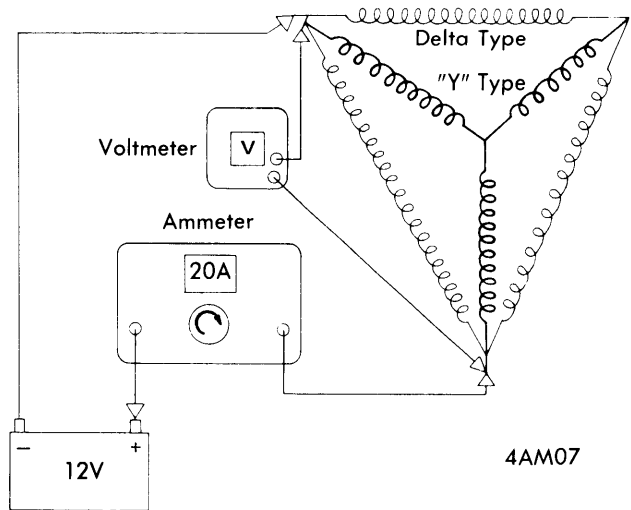 Delta Type
"Y" Type
Voltmeter
V
Ammeter
20A
− +
12V
4AM07